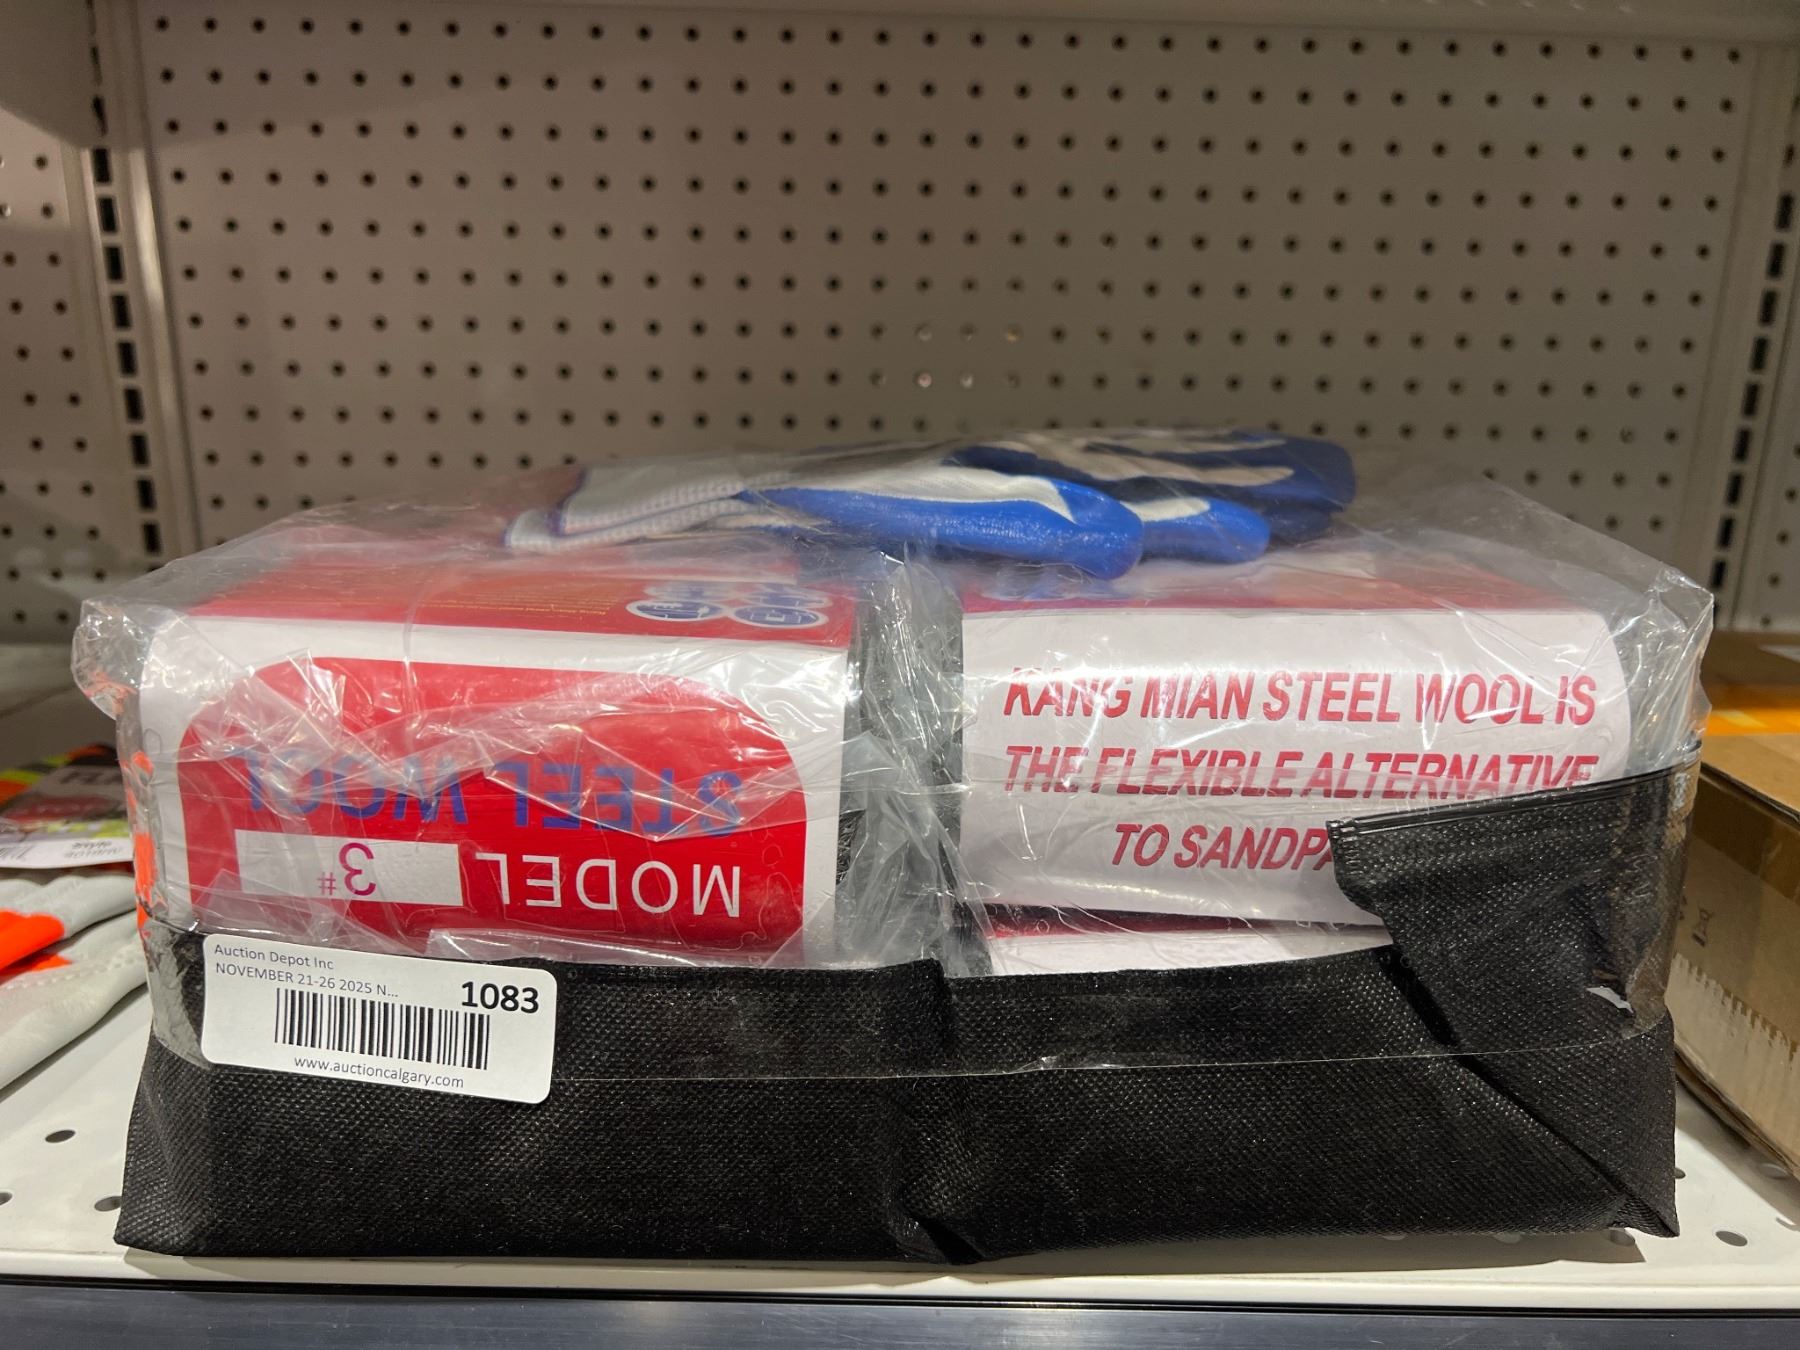 STEEL WOOL
MODEL 3#
KANG MIAN STEEL WOOL IS
THE FLEXIBLE ALTERNATIVE
TO SANDPA
Auction Depot Inc
NOVEMBER 21-26 2025 N...
1083
www.auctioncalgary.com